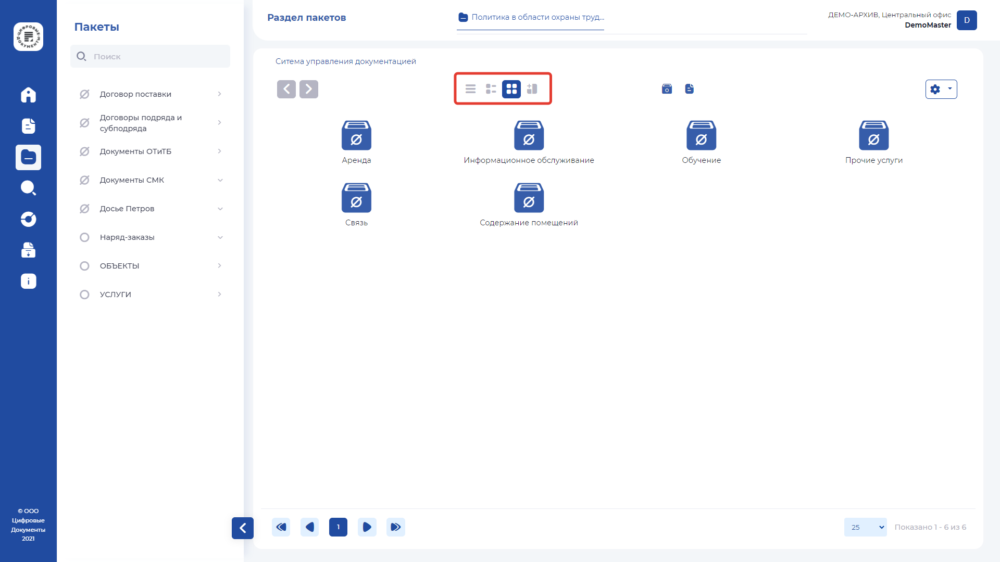 ЦИФРОВЫЕ ДОКУМЕНТЫ
Пакеты
Поиск
Договор поставки
Договоры подряда и
субподряда
Документы ОТиТБ
Документы СМК
Досье Петров
Наряд-заказы
ОБЪЕКТЫ
УСЛУГИ
© ООО
Цифровые
Документы
2021
Раздел пакетов
Политика в области охраны труд...
ДЕМО-АРХИВ, Центральный офис
DemoMaster
D
Ситема управления документацией
Аренда
Информационное обслуживание
Обучение
Прочие услуги
Связь
Содержание помещений
1
25
Показано 1 - 6 из 6